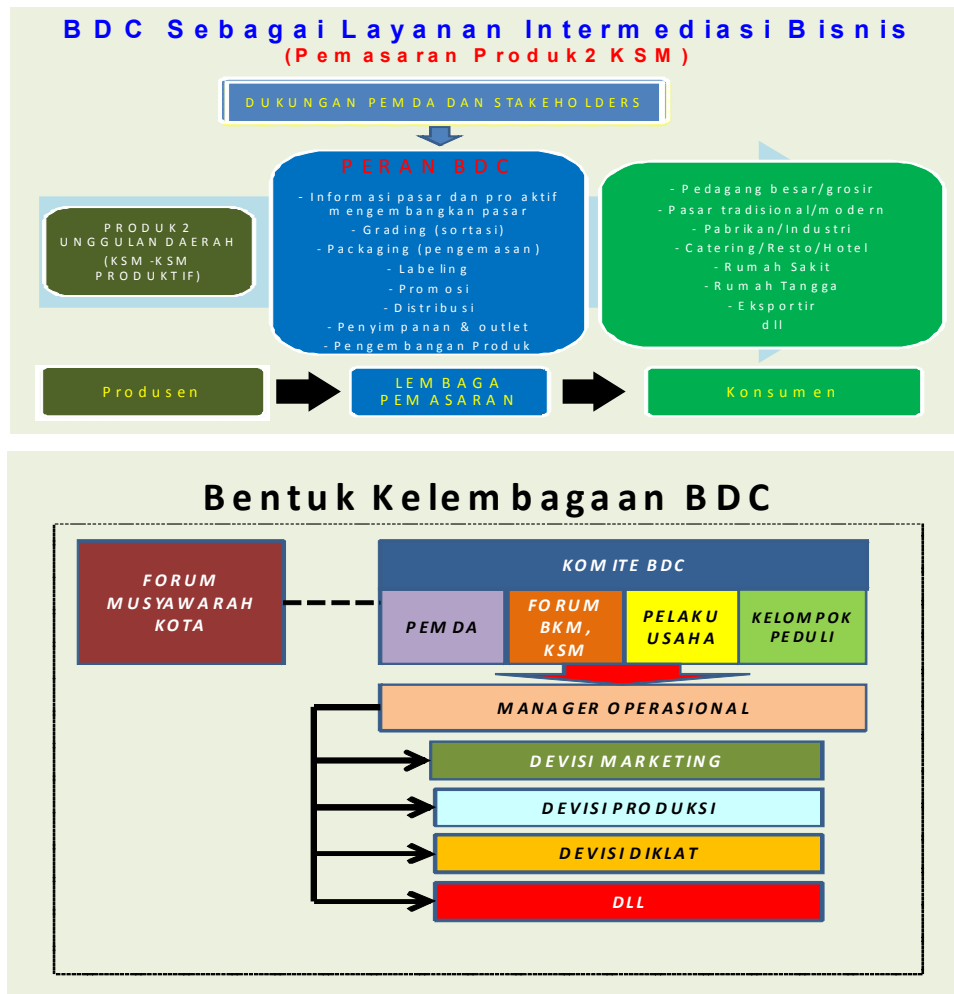 BDC Sebagai Layanan Intermediasi Bisnis
(Pemasaran Produk2 KSM)
DUKUNGAN PEMDA DAN STAKEHOLDERS
PRODUK2
UNGGULAN DAERAH
(KSM -KSM
PRODUKTIF)
PERAN BDC
- Informasi pasar dan pro aktif
mengembangkan pasar
- Grading (sortasi)
- Packaging (pengemasan)
- Labeling
- Promosi
- Distribusi
- Penyimpanan & outlet
- Pengembangan Produk
- Pedagang besar/grosir
- Pasar tradisional/modern
- Pabrikan/Industri
- Catering/Resto/Hotel
- Rumah Sakit
- Rumah Tangga
- Eksportir
dll
Produsen
LEMBAGA
PEMASARAN
Konsumen
Bentuk Kelembagaan BDC
FORUM
MUSYAWARAH
KOTA
KOMITE BDC
PEMDA
FORUM
BKM,
KSM
PELAKU
USAHA
KELOMPOK
PEDULI
MANAGER OPERASIONAL
DEVISI MARKETING
DEVISI PRODUKSI
DEVISI DIKLAT
DLL